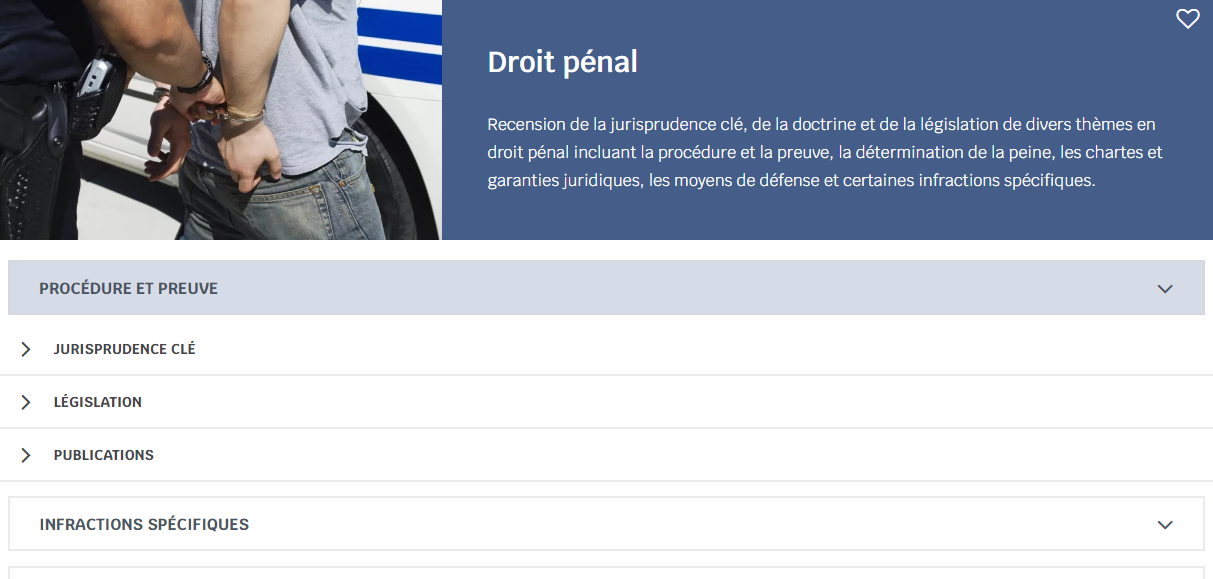 Droit pénal
Recension de la jurisprudence clé, de la doctrine et de la législation de divers thèmes en
droit pénal incluant la procédure et la preuve, la détermination de la peine, les chartes et
garanties juridiques, les moyens de défense et certaines infractions spécifiques.
PROCÉDURE ET PREUVE
JURISPRUDENCE CLÉ
LÉGISLATION
PUBLICATIONS
INFRACTIONS SPÉCIFIQUES